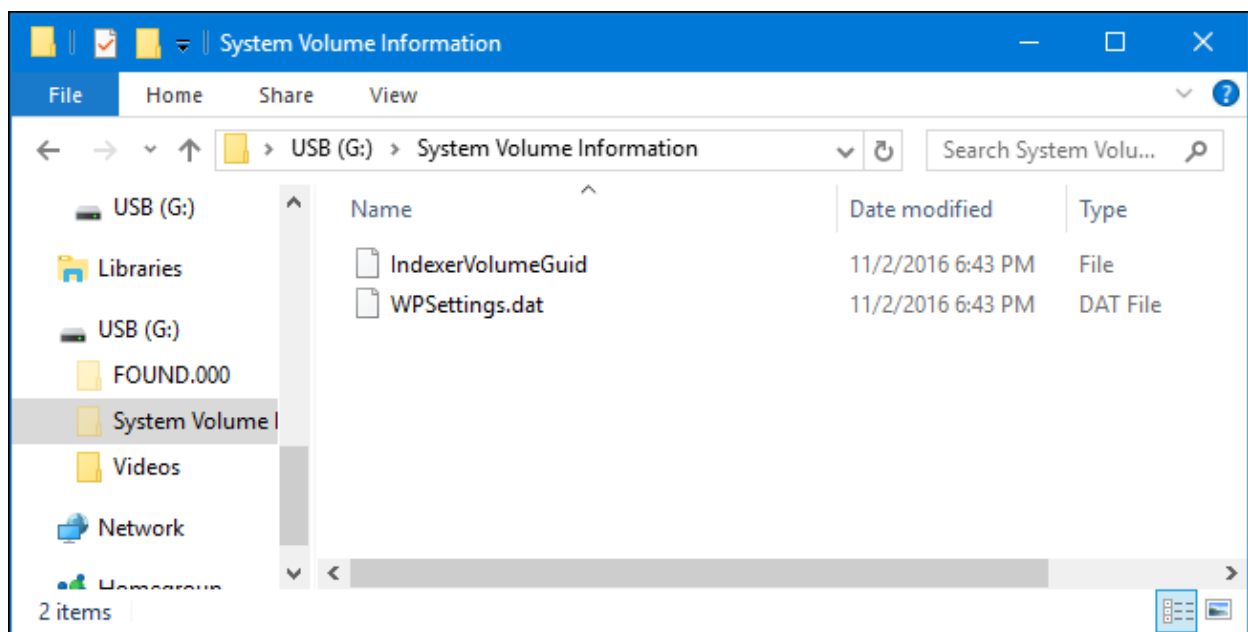 System Volume Information
File Home Share View
USB (G:) System Volume Information Search System Volu...
USB (G:)
Libraries
USB (G:)
FOUND.000
System Volume I
Videos
Network
Homegroup
Name Date modified Type
IndexerVolumeGuid 11/2/2016 6:43 PM File
WPSettings.dat 11/2/2016 6:43 PM DAT File
2 items